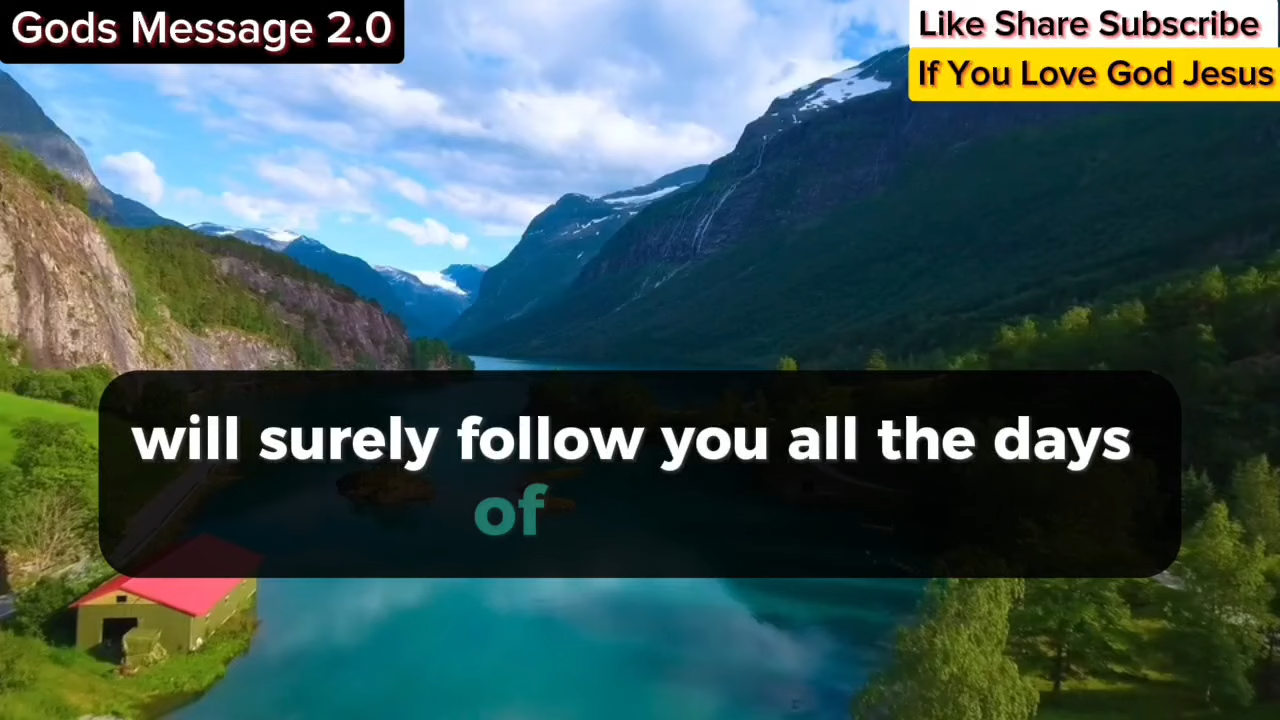 Gods Message 2.0
Like Share Subscribe
If You Love God Jesus
will surely follow you all the days
of